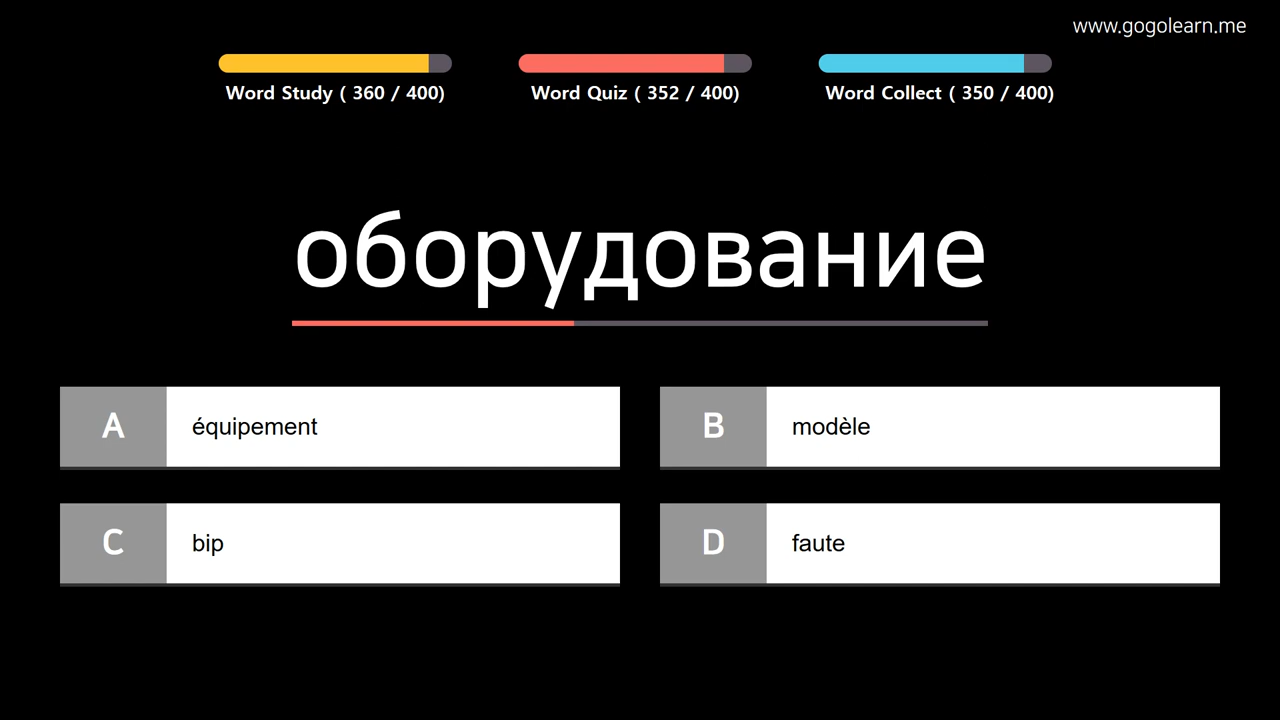 www.gogolearn.me
Word Study ( 360 / 400)
Word Quiz ( 352 / 400)
Word Collect ( 350 / 400)
оборудование
A équipement
B modèle
C bip
D faute